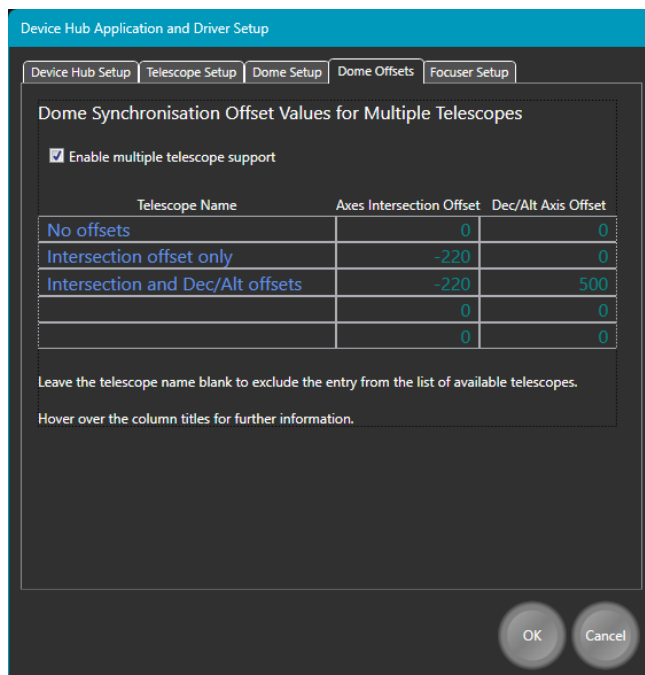 Device Hub Application and Driver Setup
Device Hub Setup Telescope Setup Dome Setup Dome Offsets Focuser Setup
Dome Synchronisation Offset Values for Multiple Telescopes
Enable multiple telescope support
Telescope Name Axes Intersection Offset Dec/Alt Axis Offset
No offsets 0 0
Intersection offset only -220 0
Intersection and Dec/Alt offsets -220 500
0 0
0 0
Leave the telescope name blank to exclude the entry from the list of available telescopes.
Hover over the column titles for further information.
OK Cancel